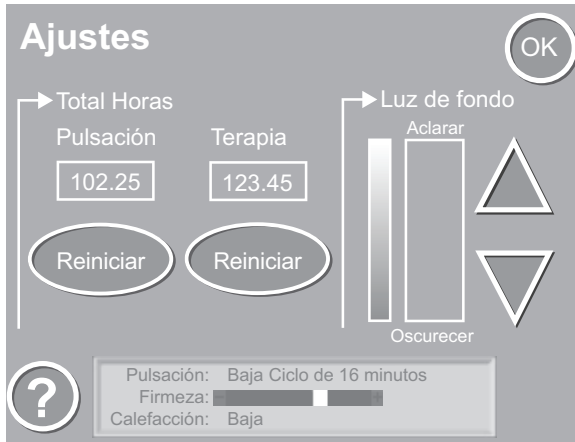 Ajustes
OK
Total Horas
Pulsación
Terapia
102.25
123.45
Reiniciar
Reiniciar
Luz de fondo
Aclarar
Oscurecer
?
Pulsación: Baja Ciclo de 16 minutos
Firmeza: - +
Calefacción: Baja